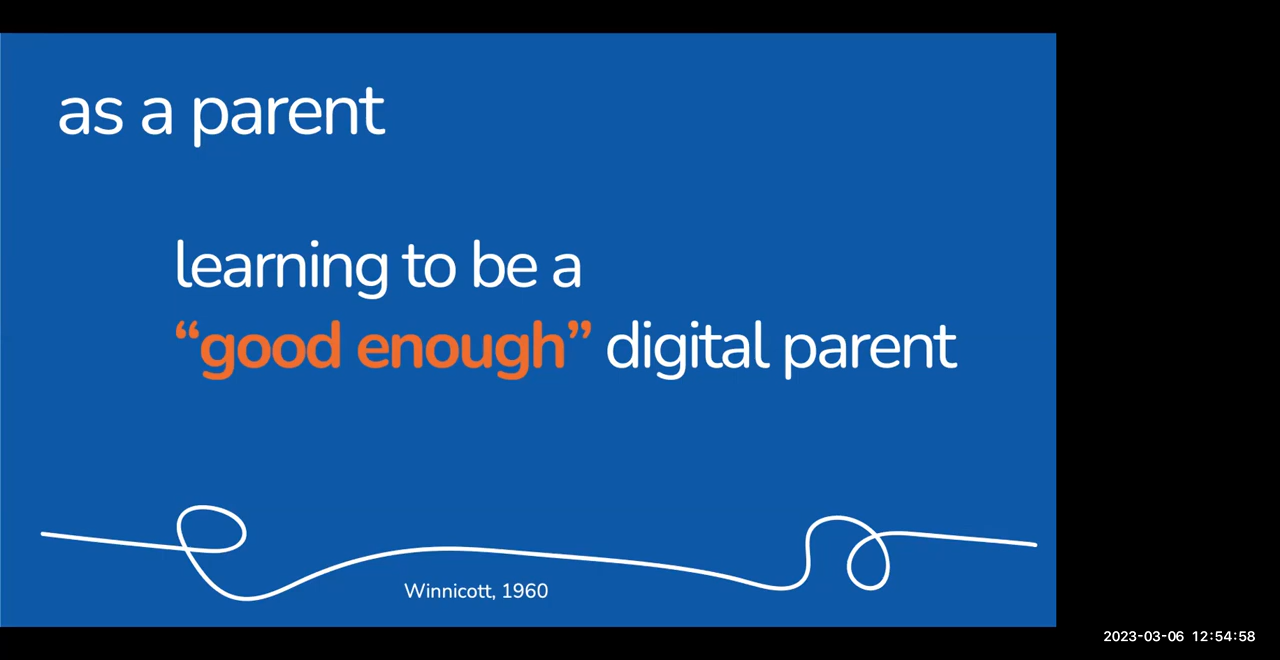 as a parent
learning to be a
“good enough” digital parent
Winnicott, 1960
2023-03-06 12:54:58